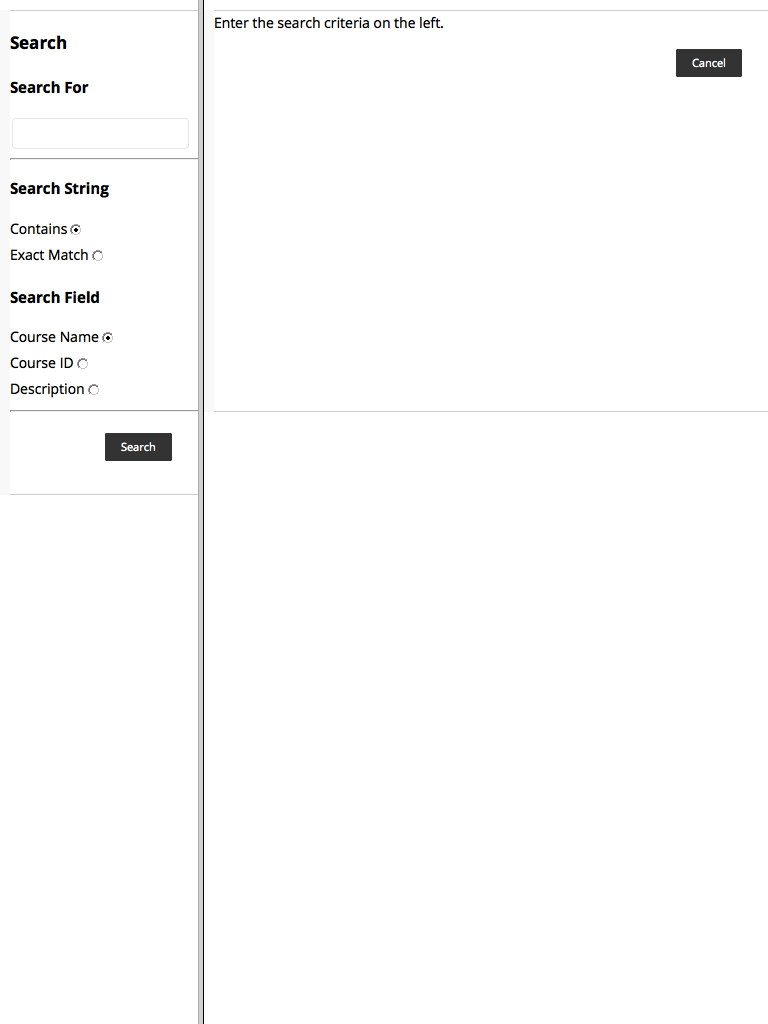 Search
Search For
Search String
Contains
Exact Match
Search Field
Course Name
Course ID
Description
Search
Enter the search criteria on the left.
Cancel